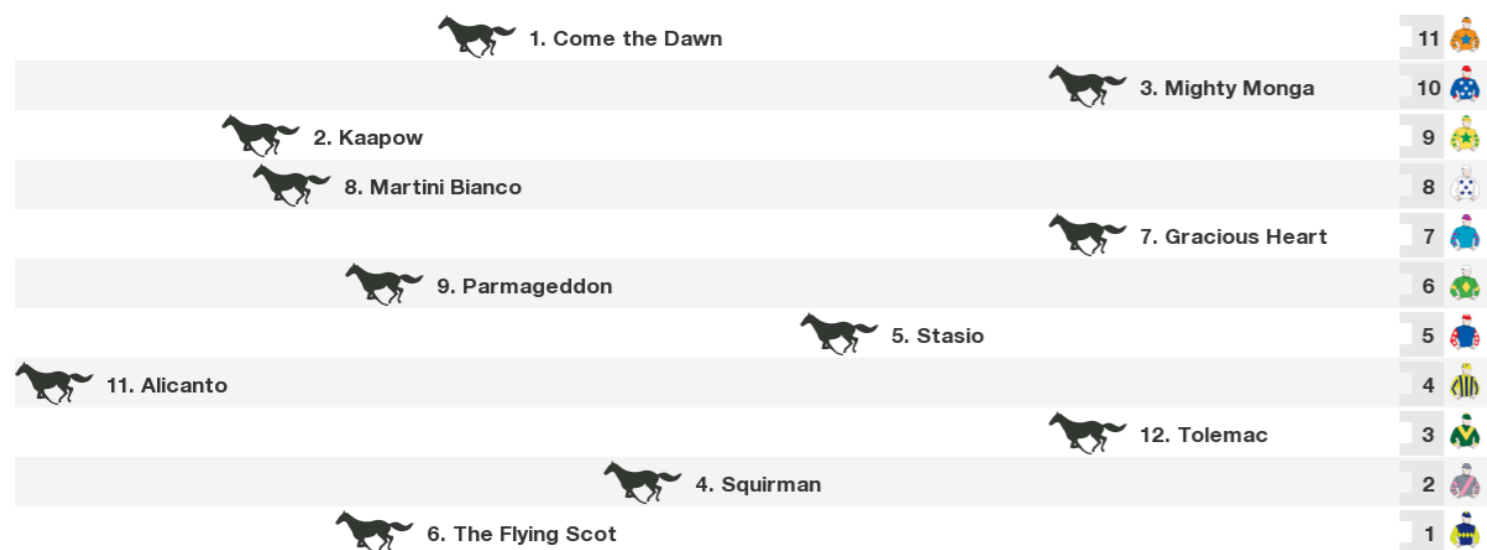 1. Come the Dawn 11
3. Mighty Monga 10
2. Kaapow 9
8. Martini Bianco 8
7. Gracious Heart 7
9. Parmageddon 6
5. Stasio 5
11. Alicanto 4
12. Tolemac 3
4. Squirman 2
6. The Flying Scot 1